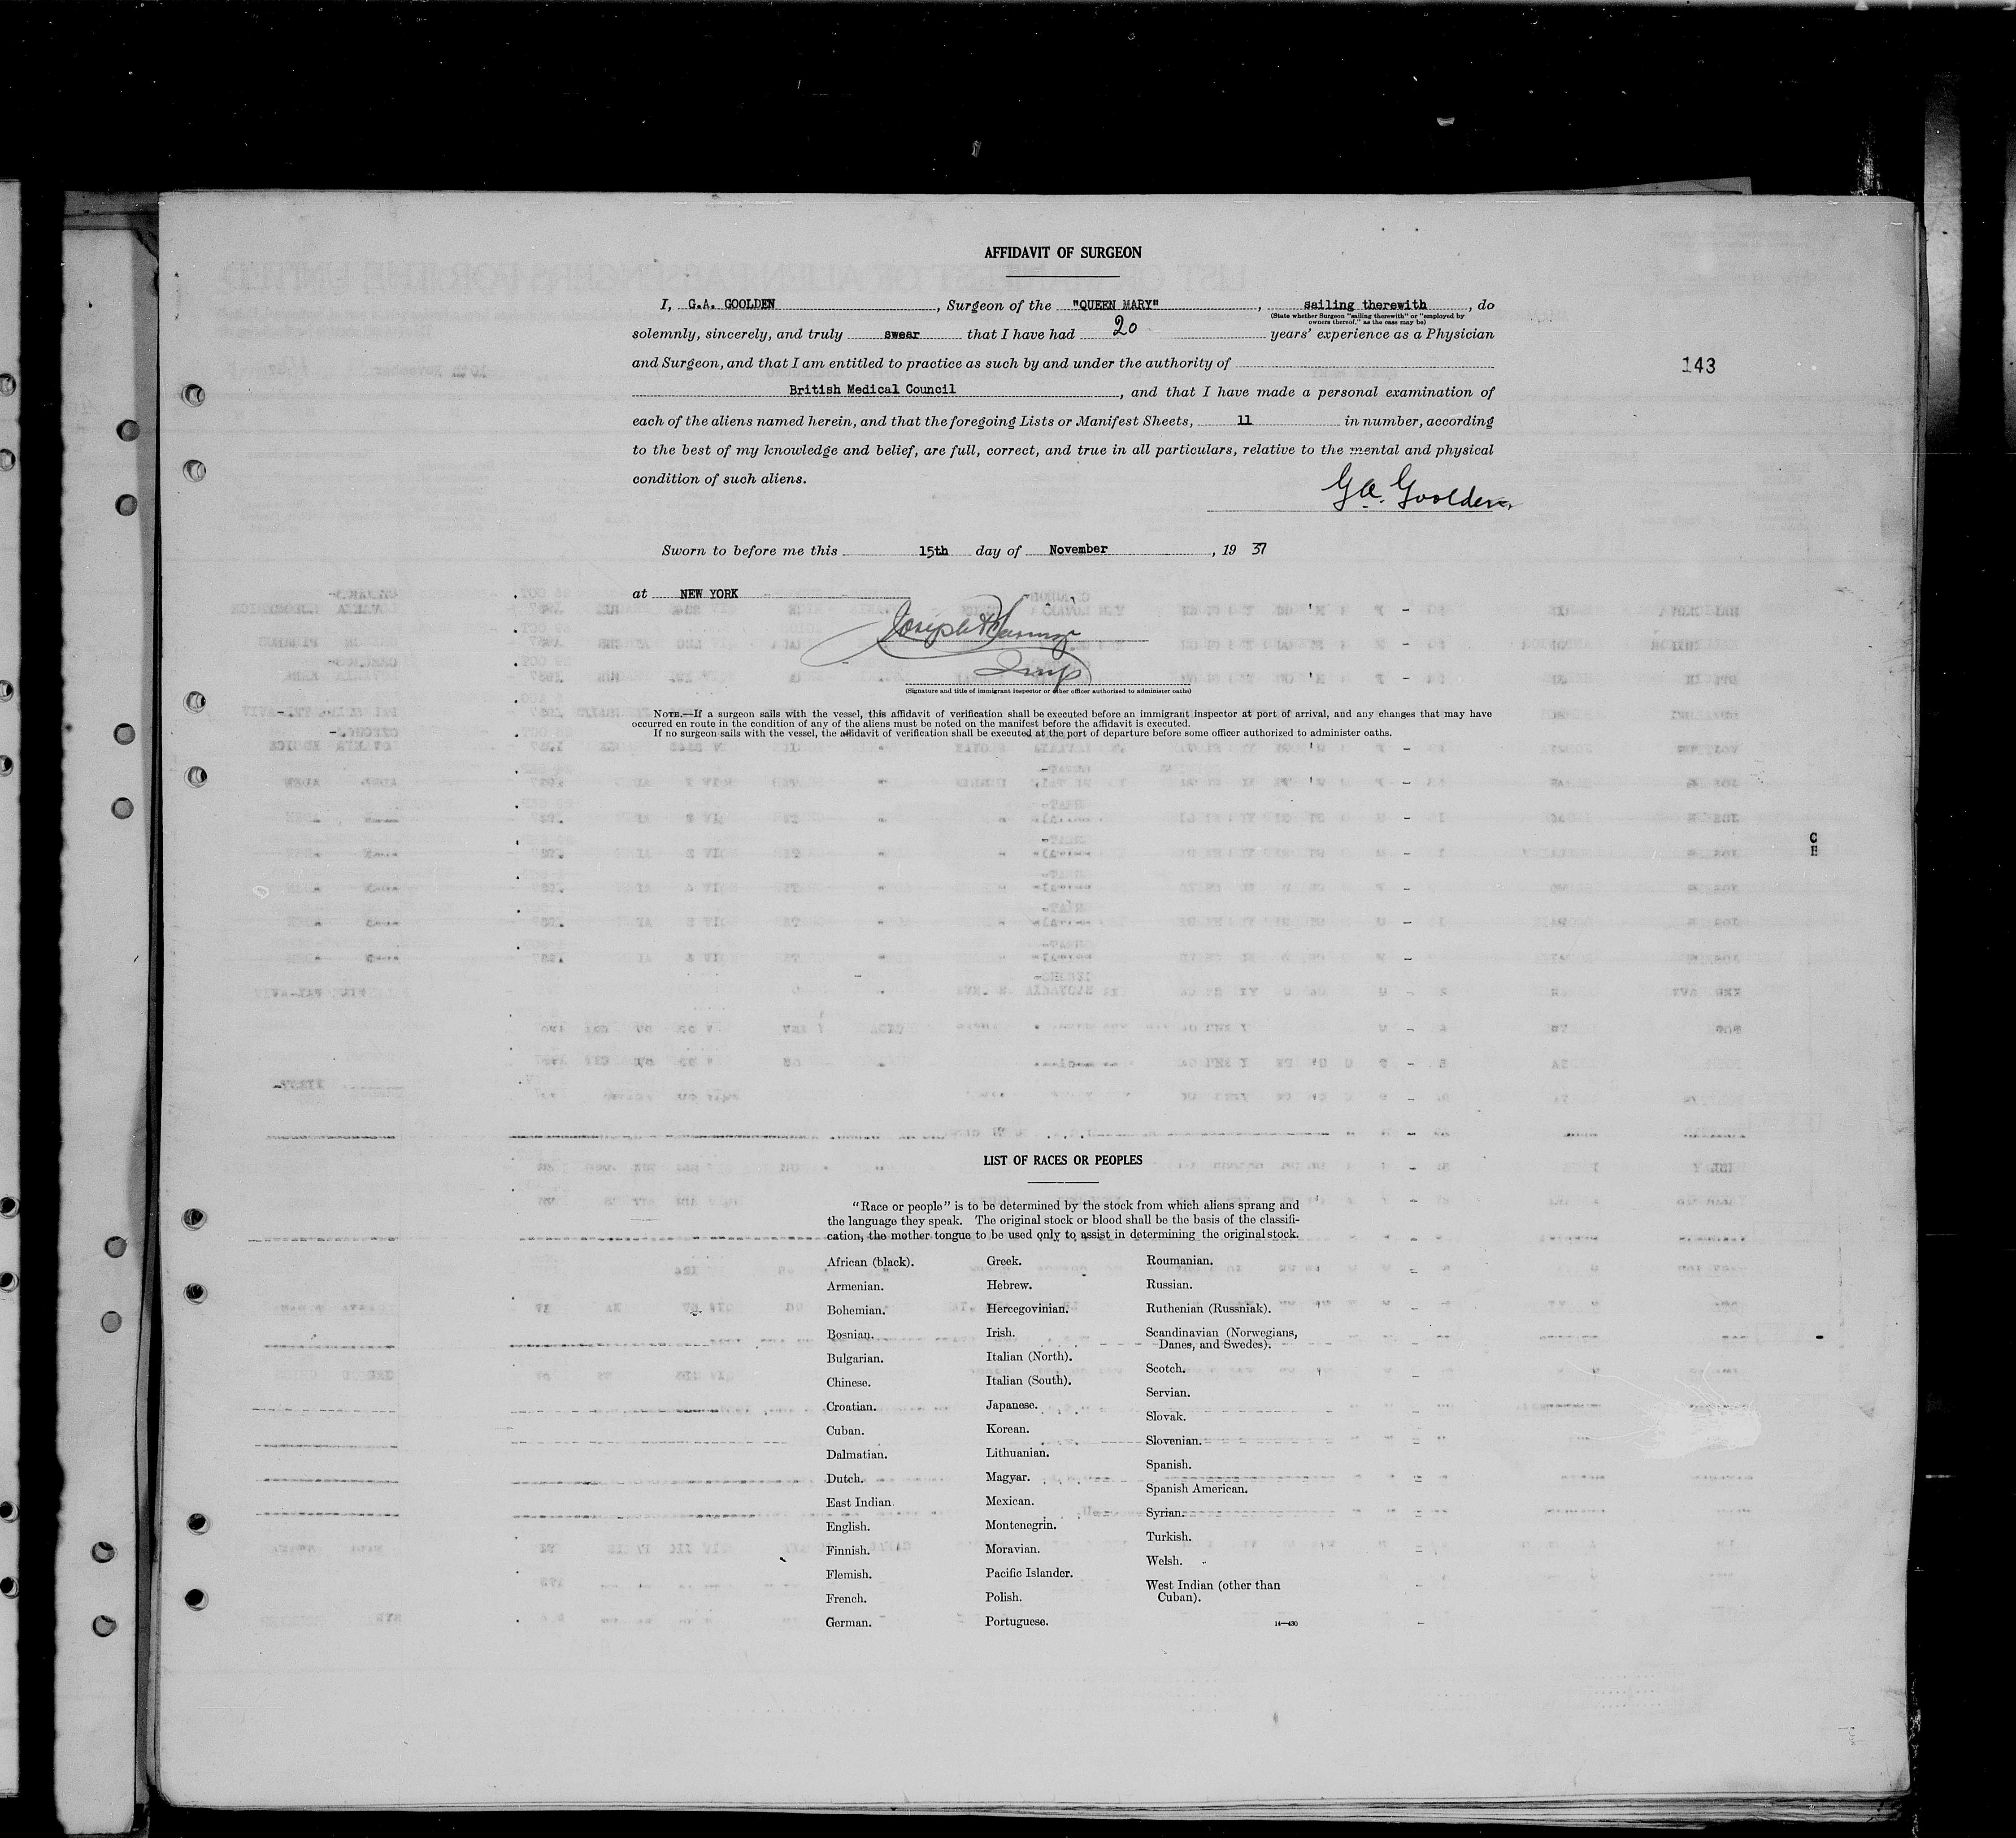 AFFIDAVIT OF SURGEON
I, G.A. GOOLDEN, Surgeon of the "QUEEN MARY", sailing therewith, do
(State whether Surgeon "sailing therewith" or "employed by
owners thereof," as the case may be)
solemnly, sincerely, and truly swear that I have had 20 years' experience as a Physician
and Surgeon, and that I am entitled to practice as such by and under the authority of
143
British Medical Council, and that I have made a personal examination of
each of the aliens named herein, and that the foregoing Lists or Manifest Sheets, 11 in number, according
to the best of my knowledge and belief, are full, correct, and true in all particulars, relative to the mental and physical
condition of such aliens.
G.A. Goolden
Sworn to before me this 15th day of November, 19 37
at NEW YORK
Joseph
Insp
(Signature and title of immigrant inspector or other officer authorized to administer oaths)
NOTE.—If a surgeon sails with the vessel, this affidavit of verification shall be executed before an immigrant inspector at port of arrival, and any changes that may have
occurred en route in the condition of any of the aliens must be noted on the manifest before the affidavit is executed.
If no surgeon sails with the vessel, the affidavit of verification shall be executed at the port of departure before some officer authorized to administer oaths.
C
E
LIST OF RACES OR PEOPLES
"Race or people" is to be determined by the stock from which aliens sprang and
the language they speak. The original stock or blood shall be the basis of the classifi-
cation, the mother tongue to be used only to assist in determining the original stock.
African (black).
Armenian.
Bohemian.
Bosnian.
Bulgarian.
Chinese.
Croatian.
Cuban.
Dalmatian.
Dutch.
East Indian.
English.
Finnish.
Flemish.
French.
German.
Greek.
Hebrew.
Hercegovinian.
Irish.
Italian (North).
Italian (South).
Japanese.
Korean.
Lithuanian.
Magyar.
Mexican.
Montenegrin.
Moravian.
Pacific Islander.
Polish.
Portuguese.
Roumanian.
Russian.
Ruthenian (Russniak).
Scandinavian (Norwegians,
Danes, and Swedes).
Scotch.
Servian.
Slovak.
Slovenian.
Spanish.
Spanish American.
Syrian.
Turkish.
Welsh.
West Indian (other than
Cuban).
14—430